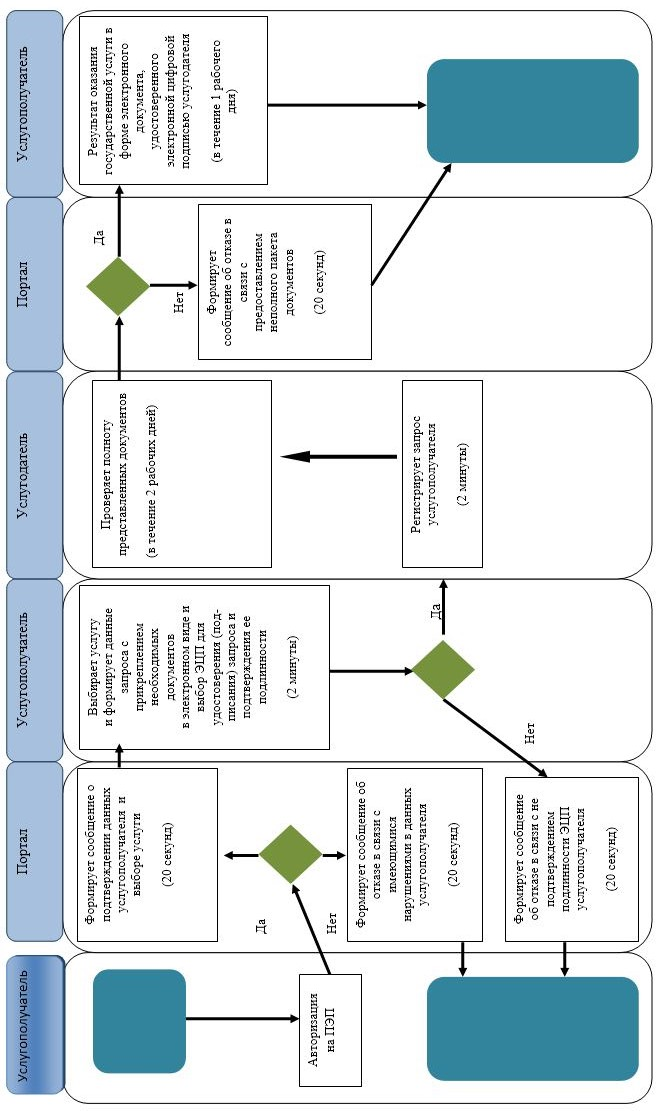 Услугополучатель
Портал
Услугополучатель
Услугодатель
Портал
Услугополучатель
Авторизация
на ПЭП
Да
Нет
Формирует сообщение о
подтверждении данных
услугополучателя и
выборе услуги
(20 секунд)
Формирует сообщение об
отказе в связи с
имеющимися
нарушениями в данных
услугополучателя
(20 секунд)
Формирует сообщение
об отказе в связи с не
подтверждением
подлинности ЭЦП
услугополучателя
(20 секунд)
Выбирает услугу
и формирует данные
запроса с
прикреплением
необходимых
документов
в электронном виде и
выбор ЭЦП для
удостоверения (под-
писания) запроса и
подтверждения ее
подлинности
(2 минуты)
Да
Нет
Регистрирует запрос
услугополучателя
(2 минуты)
Проверяет полноту
представленных документов
(в течение 2 рабочих дней)
Да
Нет
Формирует
сообщение об отказе в
связи с
предоставлением
неполного пакета
документов
(20 секунд)
Результат оказания
государственной услуги в
форме электронного
документа,
удостоверенного
электронной цифровой
подписью услугодателя
(в течение 1 рабочего
дня)